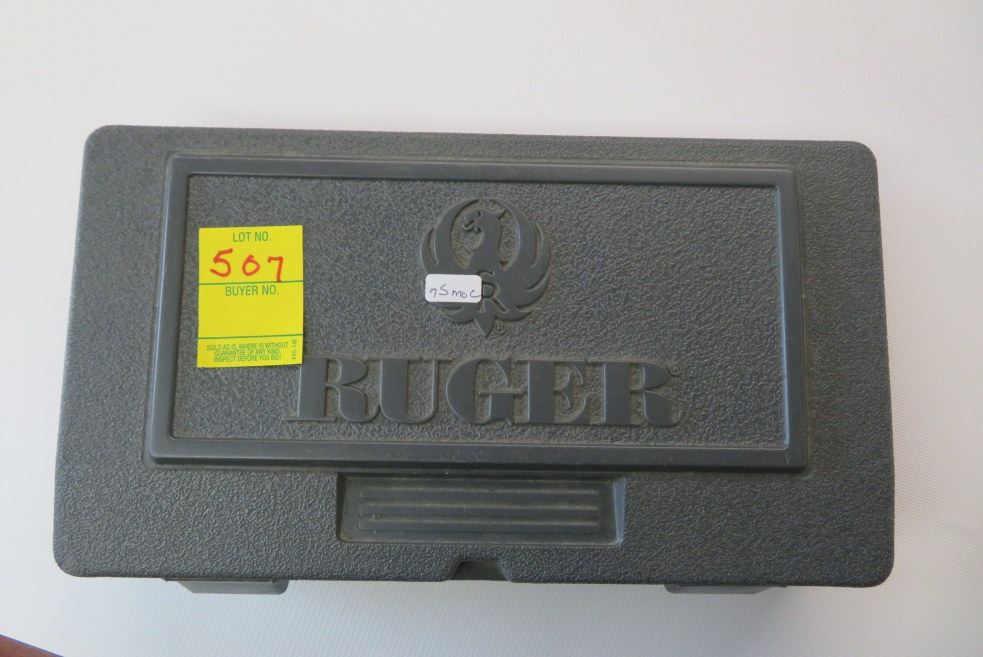 LOT NO.
507
BUYER NO.
SOLD AS IS, WHERE IS WITHOUT
GUARANTEE OF ANY KIND.
INSPECT BEFORE YOU BID!
R
RUGER®